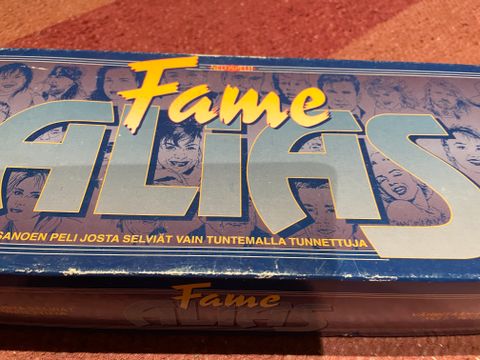 Fame
ALIAS
SANOEN PELI JOSTA SELVIÄT VAIN TUNTEMALLA TUNNETTUJA
Fame
ALIAS